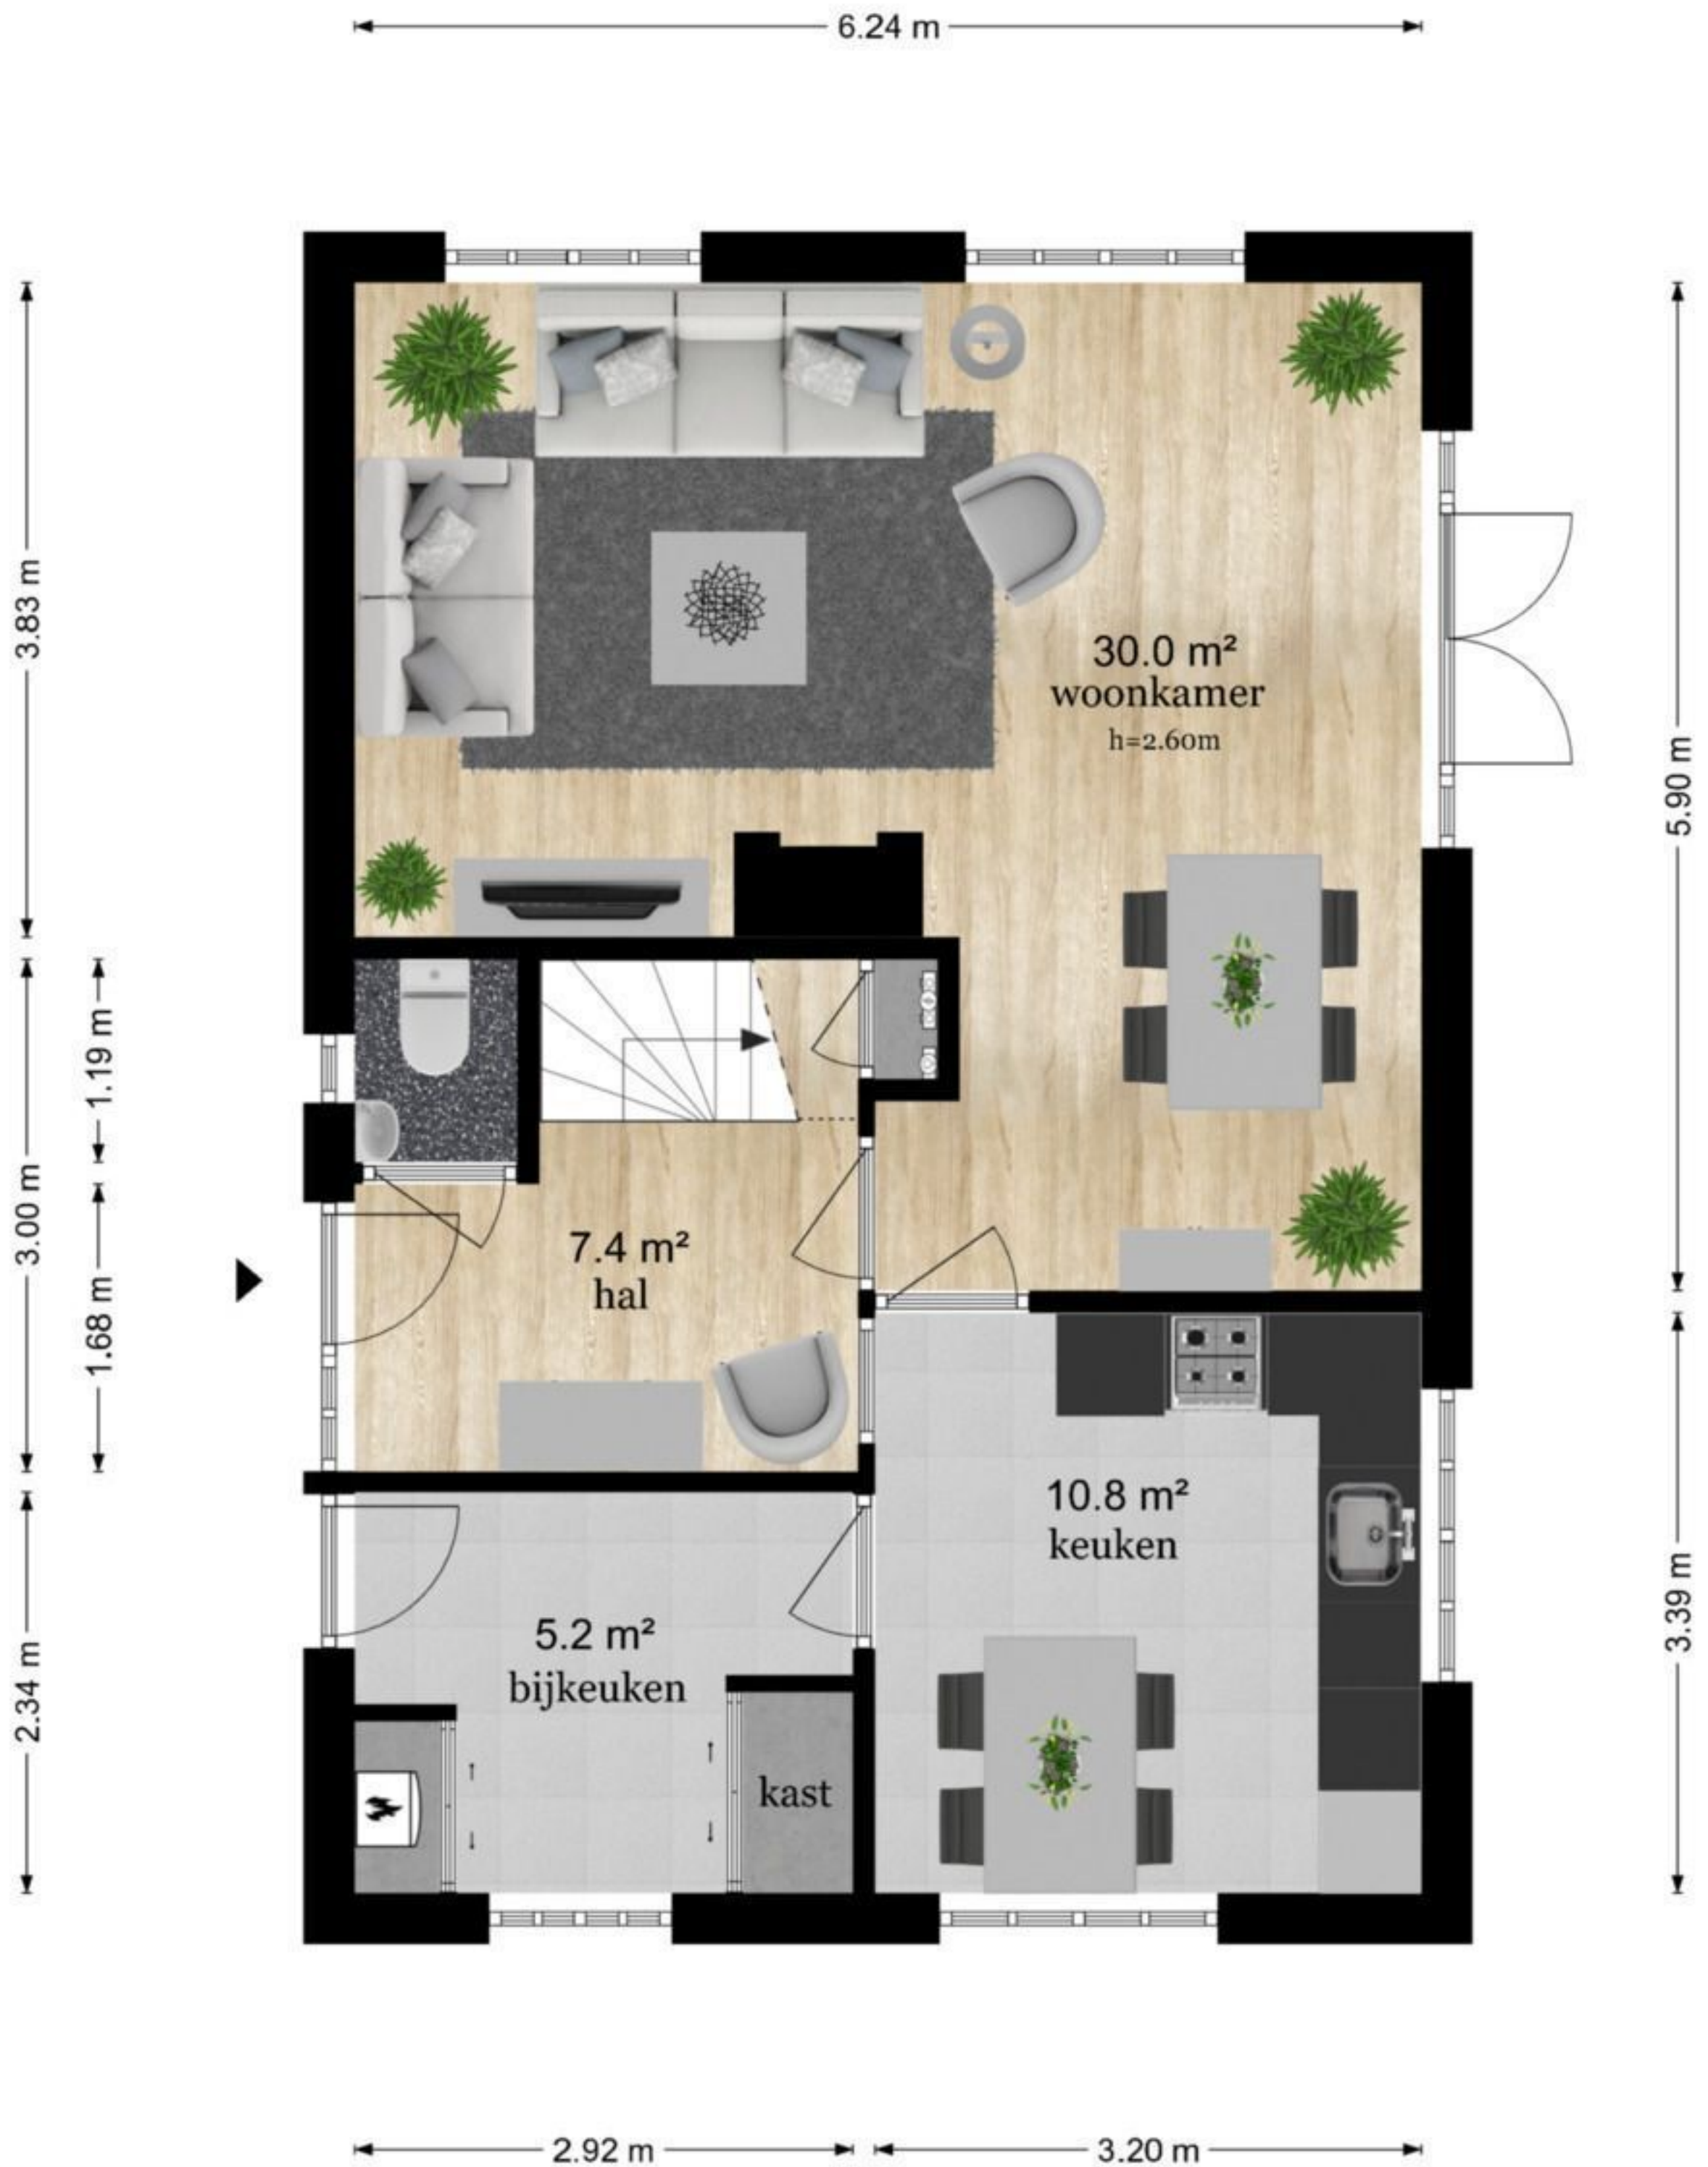 6.24 m
3.83 m
30.0 m²
woonkamer
h=2.60m
5.90 m
1.19 m
3.00 m
1.68 m
7.4 m²
hal
10.8 m²
keuken
3.39 m
2.34 m
5.2 m²
bijkeuken
kast
2.92 m
3.20 m